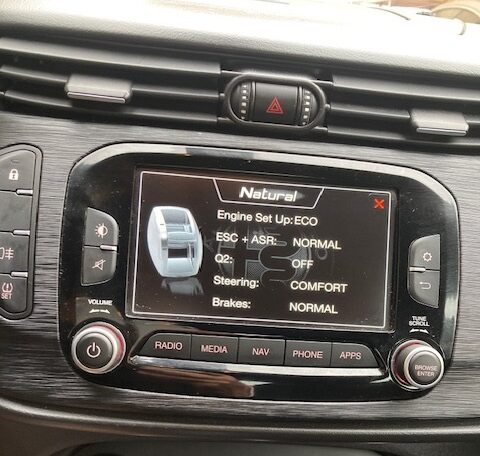 Natural
Engine Set Up: ECO
ESC + ASR: NORMAL
Q2: OFF
Steering: COMFORT
Brakes: NORMAL
SET
VOLUME
TUNE
SCROLL
RADIO MEDIA NAV PHONE APPS
BROWSE
ENTER